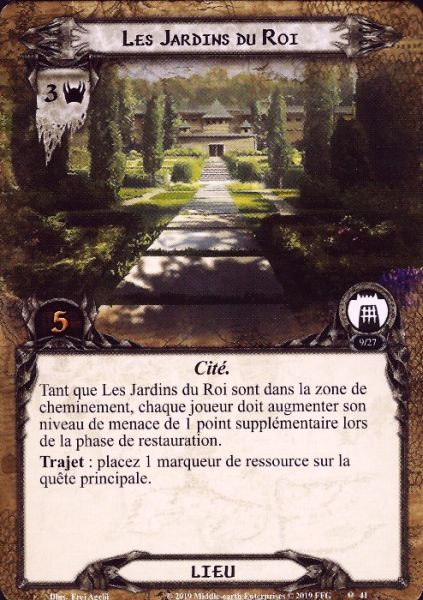 Les Jardins du Roi
3
5
9/27
Cité.
Tant que Les Jardins du Roi sont dans la zone de
cheminement, chaque joueur doit augmenter son
niveau de menace de 1 point supplémentaire lors
de la phase de restauration.
Trajet : placez 1 marqueur de ressource sur la
quête principale.
LIEU
© 2019 Middle-earth Enterprises © 2019 FFG
41